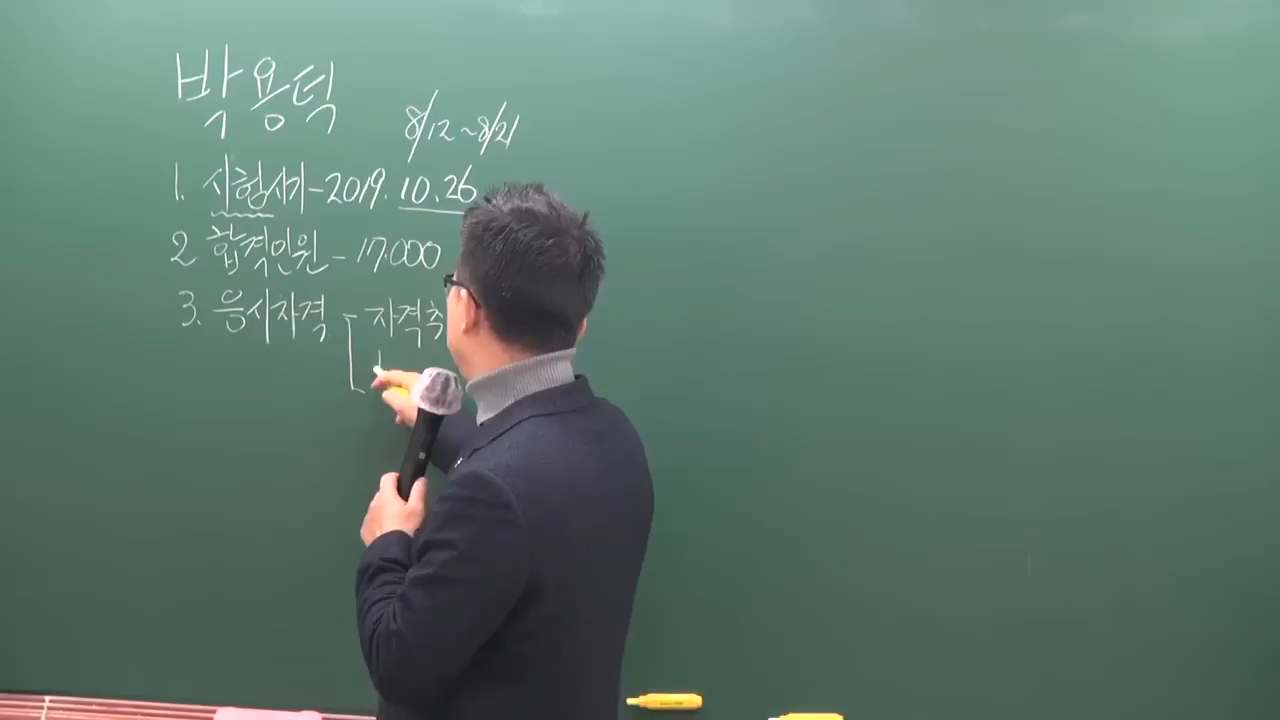 박용덕
8/12~8/21
1. 시험시기-2019. 10.26
2 합격인원-17.000
3. 응시자격 - 자격